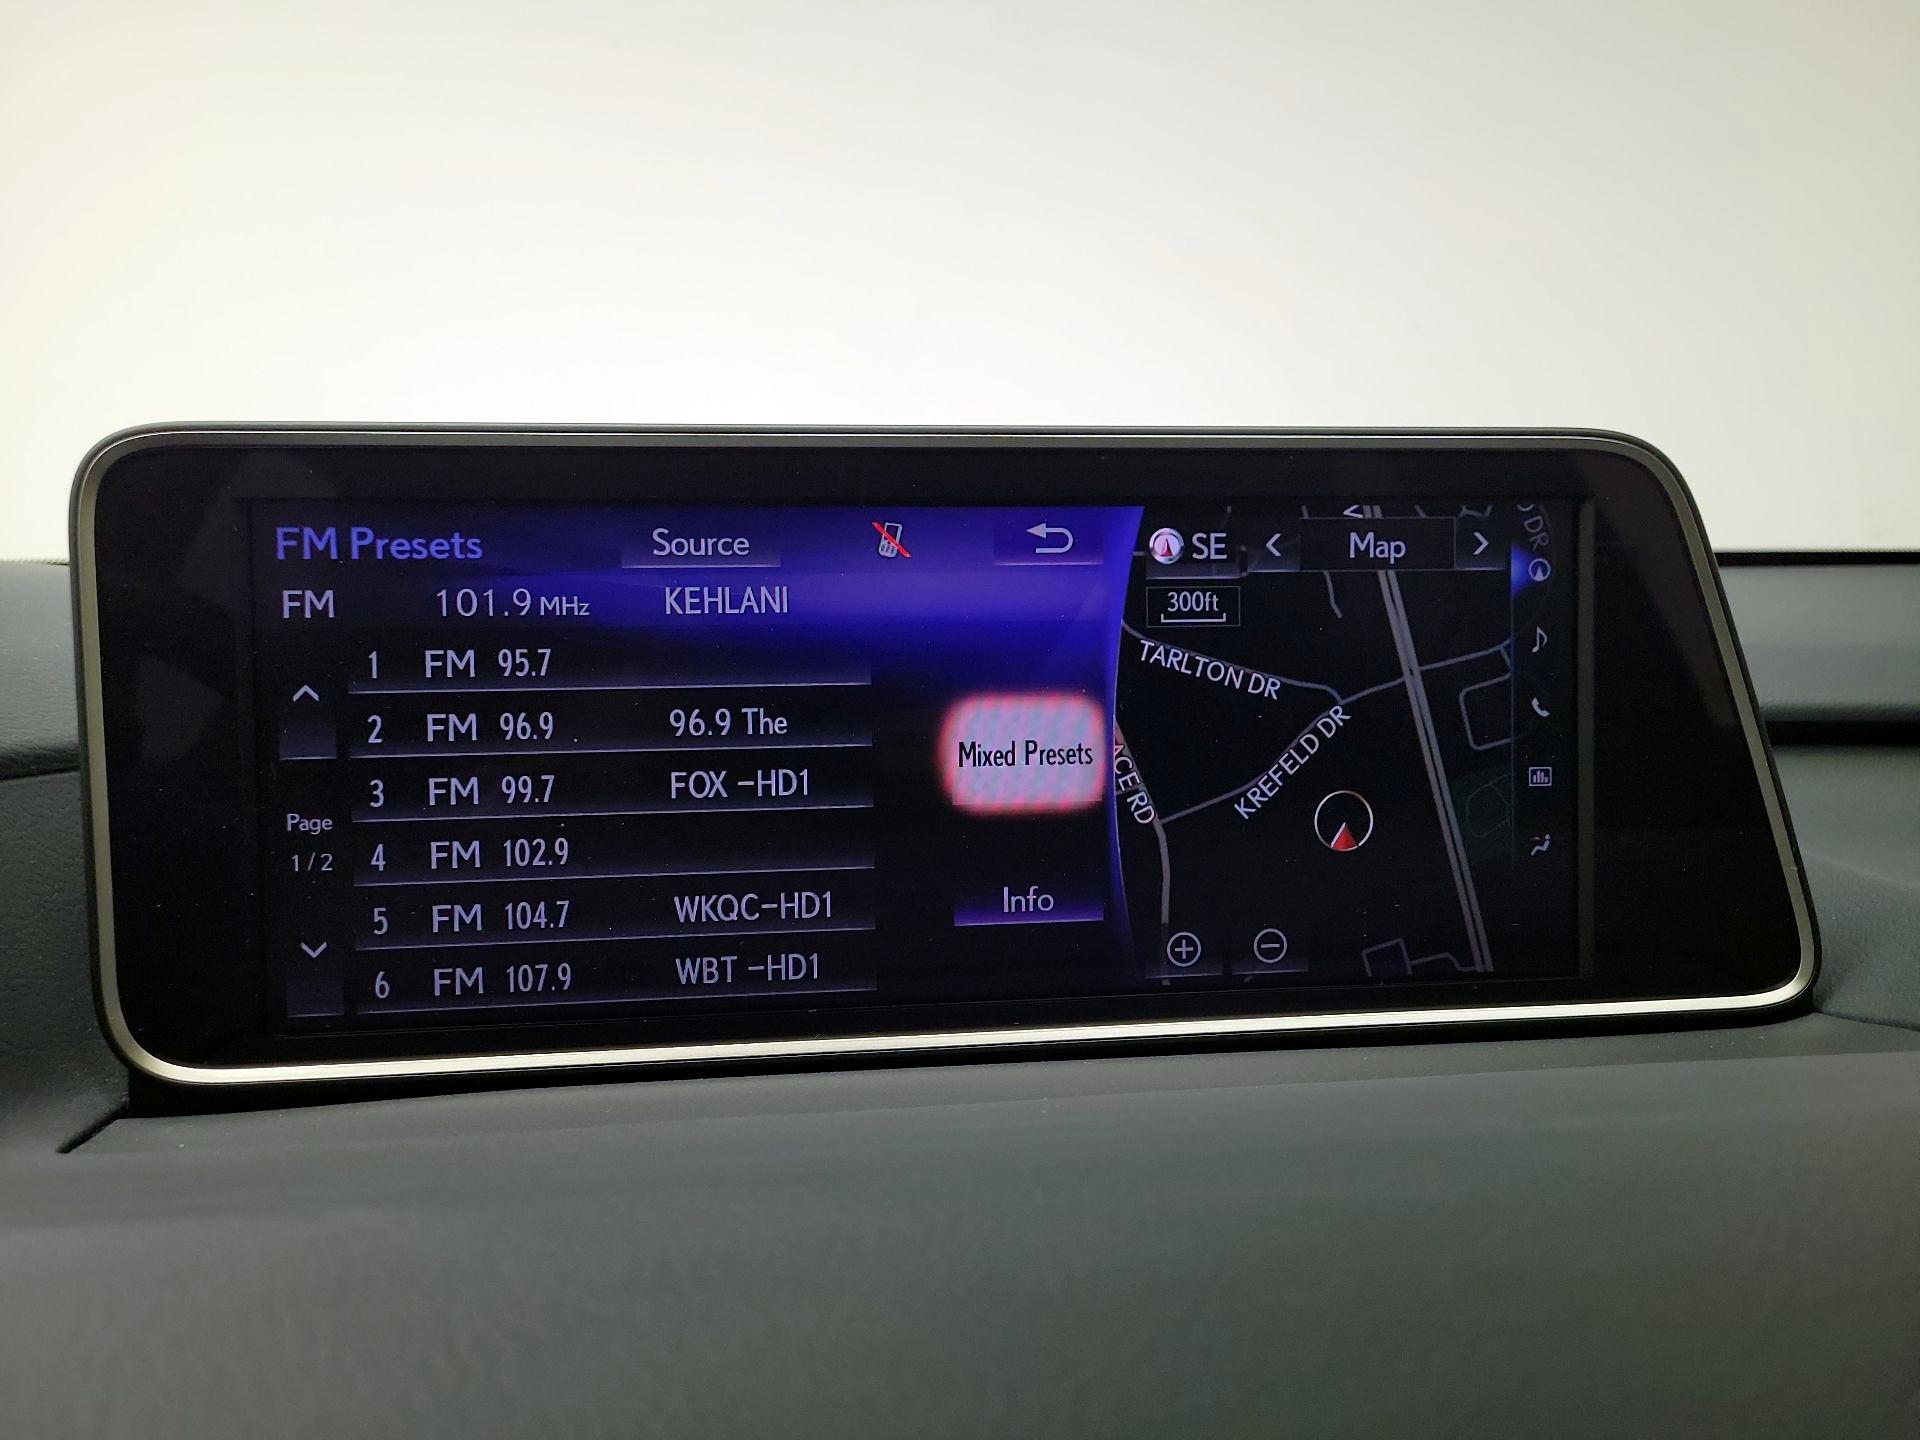 FM Presets
Source
FM 101.9 MHz KEHLANI
1 FM 95.7
2 FM 96.9 96.9 The
3 FM 99.7 FOX -HD1
4 FM 102.9
5 FM 104.7 WKQC-HD1
6 FM 107.9 WBT -HD1
Page
1/2
Mixed Presets
Info
SE
Map
300ft
TARLTON DR
KREFELD DR
RD
DR